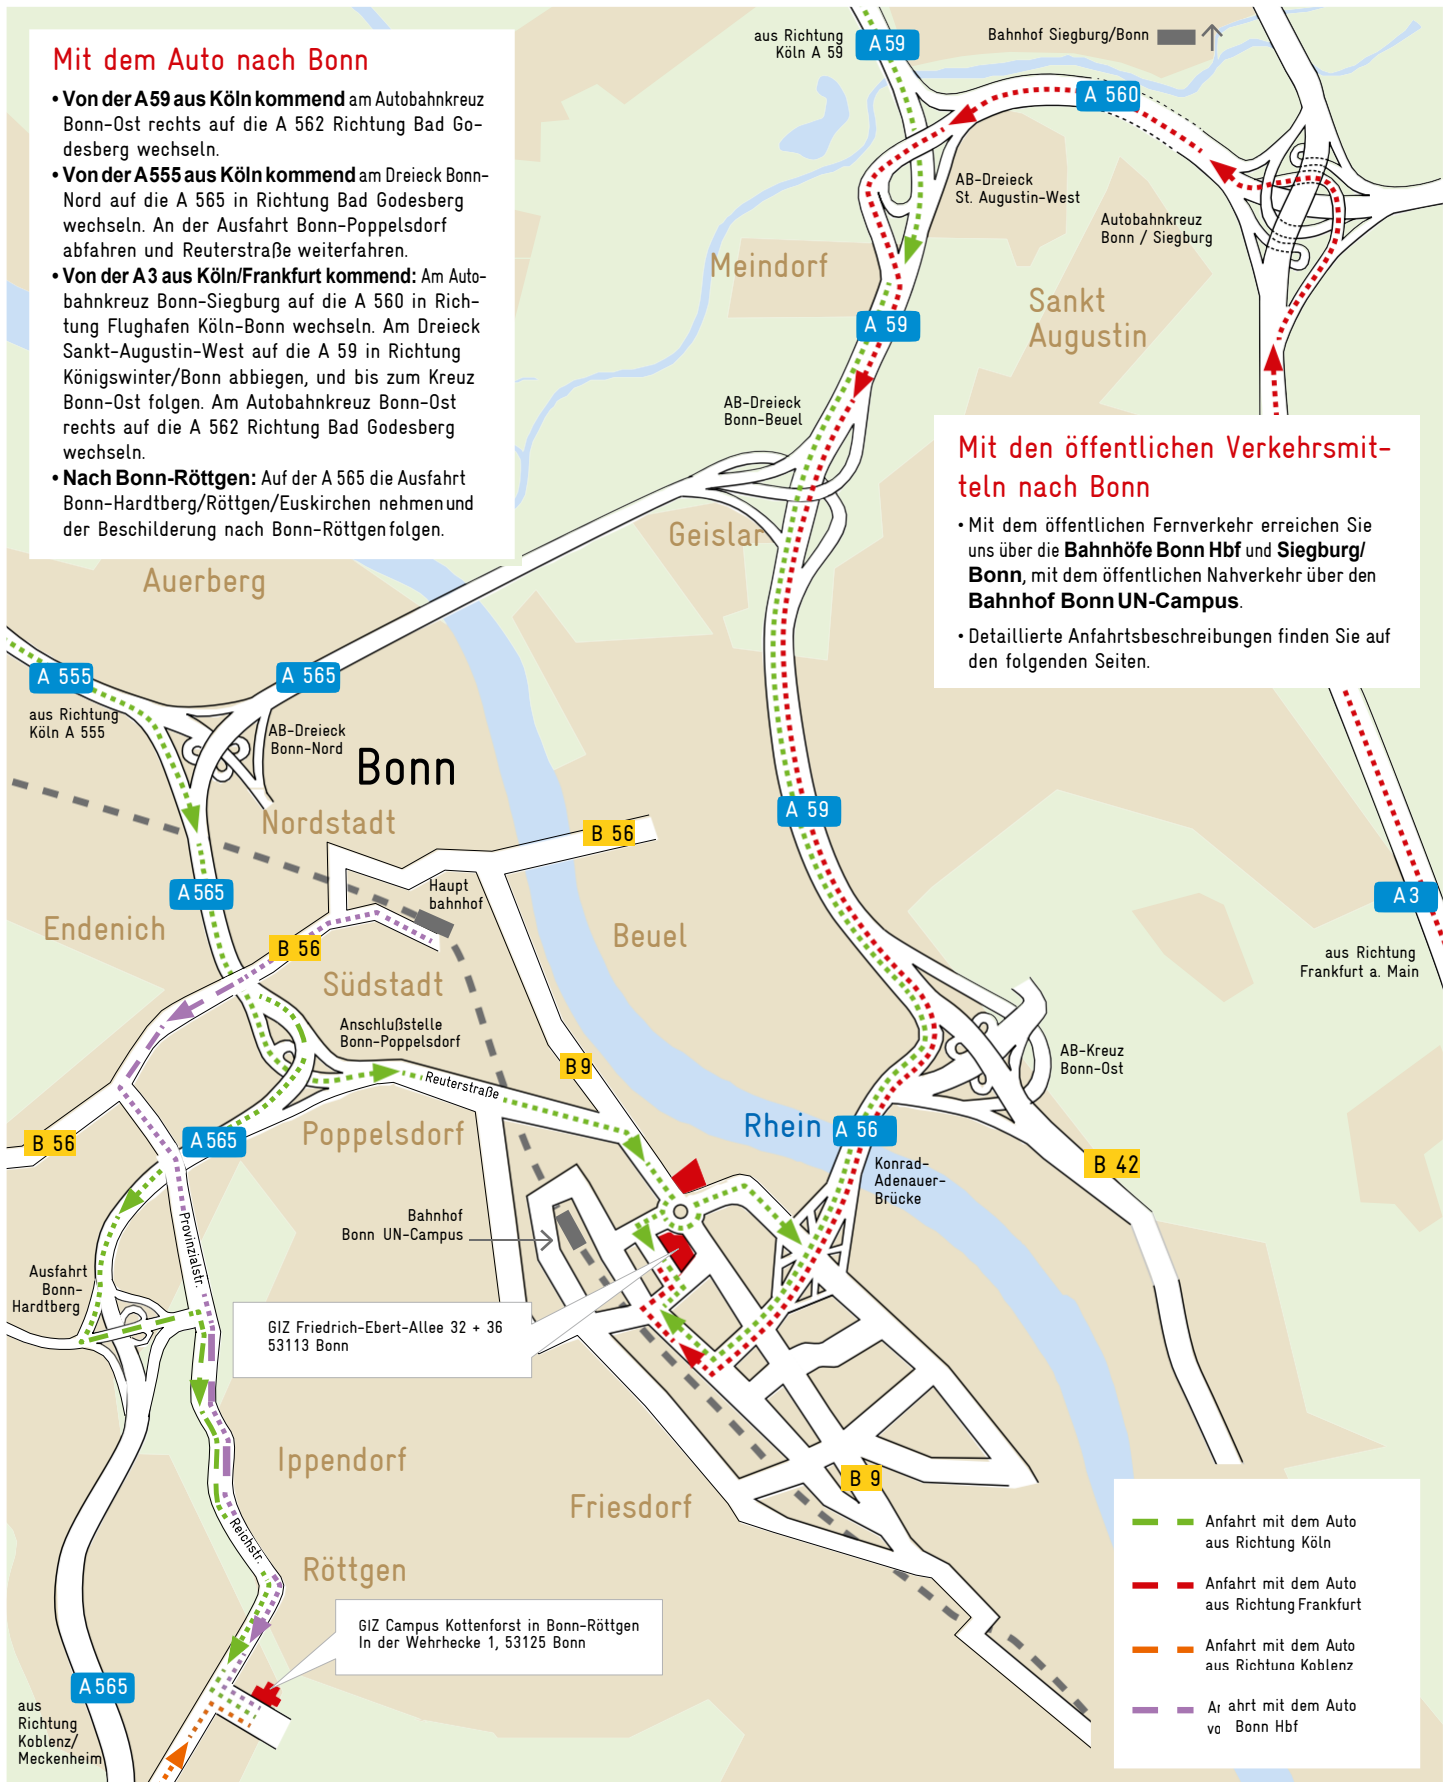 Mit dem Auto nach Bonn
• Von der A59 aus Köln kommend am Autobahnkreuz
Bonn-Ost rechts auf die A 562 Richtung Bad Go-
desberg wechseln.
• Von der A555 aus Köln kommend am Dreieck Bonn-
Nord auf die A 565 in Richtung Bad Godesberg
wechseln. An der Ausfahrt Bonn-Poppelsdorf
abfahren und Reuterstraße weiterfahren.
• Von der A3 aus Köln/Frankfurt kommend: Am Auto-
bahnkreuz Bonn-Siegburg auf die A 560 in Rich-
tung Flughafen Köln-Bonn wechseln. Am Dreieck
Sankt-Augustin-West auf die A 59 in Richtung
Königswinter/Bonn abbiegen, und bis zum Kreuz
Bonn-Ost folgen. Am Autobahnkreuz Bonn-Ost
rechts auf die A 562 Richtung Bad Godesberg
wechseln.
• Nach Bonn-Röttgen: Auf der A 565 die Ausfahrt
Bonn-Hardtberg/Röttgen/Euskirchen nehmen und
der Beschilderung nach Bonn-Röttgen folgen.
aus Richtung
Köln A 59
A 59
Bahnhof Siegburg/Bonn
A 560
AB-Dreieck
St. Augustin-West
Autobahnkreuz
Bonn / Siegburg
Meindorf
Sankt
Augustin
A 59
AB-Dreieck
Bonn-Beuel
Geislar
Mit den öffentlichen Verkehrsmit-
teln nach Bonn
• Mit dem öffentlichen Fernverkehr erreichen Sie
uns über die Bahnhöfe Bonn Hbf und Siegburg/
Bonn, mit dem öffentlichen Nahverkehr über den
Bahnhof Bonn UN-Campus.
• Detaillierte Anfahrtsbeschreibungen finden Sie auf
den folgenden Seiten.
Auerberg
A 555
aus Richtung
Köln A 555
A 565
AB-Dreieck
Bonn-Nord
Bonn
Nordstadt
B 56
A 59
A 565
Haupt
bahnhof
Endenich
B 56
Beuel
A 3
aus Richtung
Frankfurt a. Main
Südstadt
Anschlußstelle
Bonn-Poppelsdorf
Reuterstraße
B 9
AB-Kreuz
Bonn-Ost
B 56
A 565
Poppelsdorf
Rhein
A 56
B 42
Konrad-
Adenauer-
Brücke
Provinzialstr.
Bahnhof
Bonn UN-Campus
Ausfahrt
Bonn-
Hardtberg
GIZ Friedrich-Ebert-Allee 32 + 36
53113 Bonn
Ippendorf
Friesdorf
B 9
Reichstr.
Röttgen
GIZ Campus Kottenforst in Bonn-Röttgen
In der Wehrhecke 1, 53125 Bonn
A 565
aus
Richtung
Koblenz/
Meckenheim
Anfahrt mit dem Auto
aus Richtung Köln
Anfahrt mit dem Auto
aus Richtung Frankfurt
Anfahrt mit dem Auto
aus Richtung Koblenz
ahrt mit dem Auto
Bonn Hbf